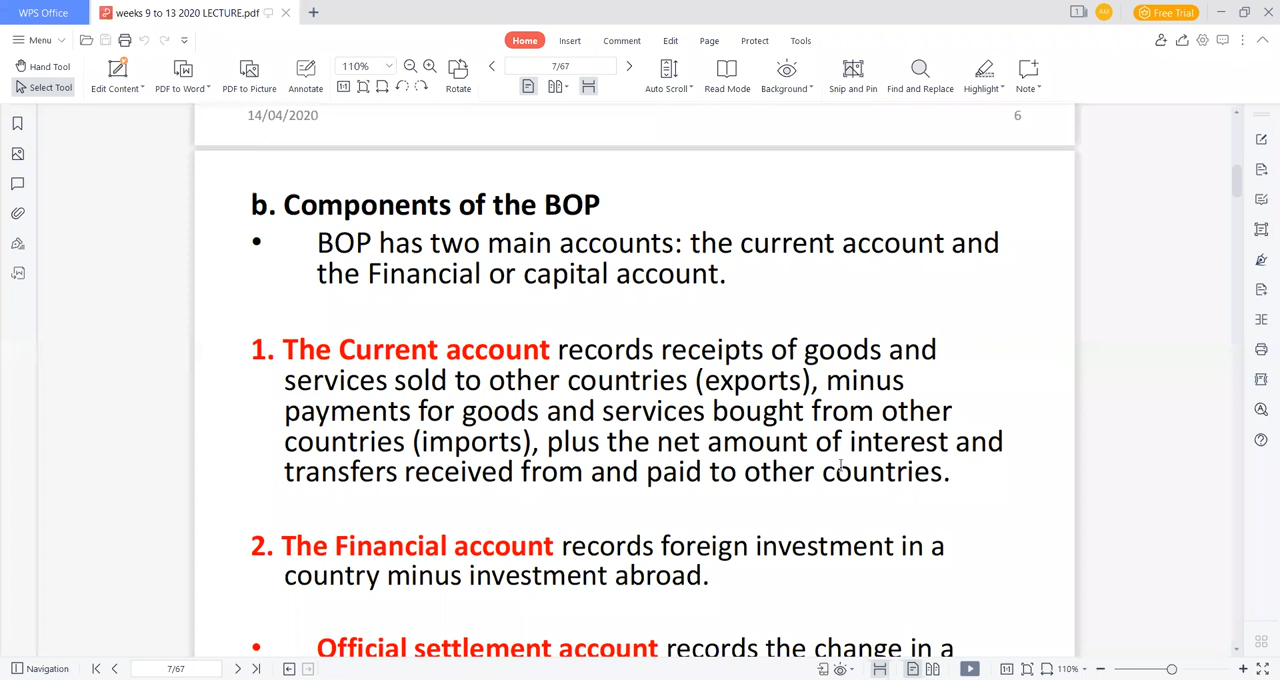 WPS Office
weeks 9 to 13 2020 LECTURE.pdf
1
AM
Free Trial
Menu
Home
Insert
Comment
Edit
Page
Protect
Tools
Hand Tool
Select Tool
Edit Content
PDF to Word
PDF to Picture
Annotate
110%
Rotate
7/67
Auto Scroll
Read Mode
Background
Snip and Pin
Find and Replace
Highlight
Note
14/04/2020
6
b. Components of the BOP
• BOP has two main accounts: the current account and
the Financial or capital account.
1. The Current account records receipts of goods and
services sold to other countries (exports), minus
payments for goods and services bought from other
countries (imports), plus the net amount of interest and
transfers received from and paid to other countries.
2. The Financial account records foreign investment in a
country minus investment abroad.
• Official settlement account records the change in a
Navigation
7/67
110%